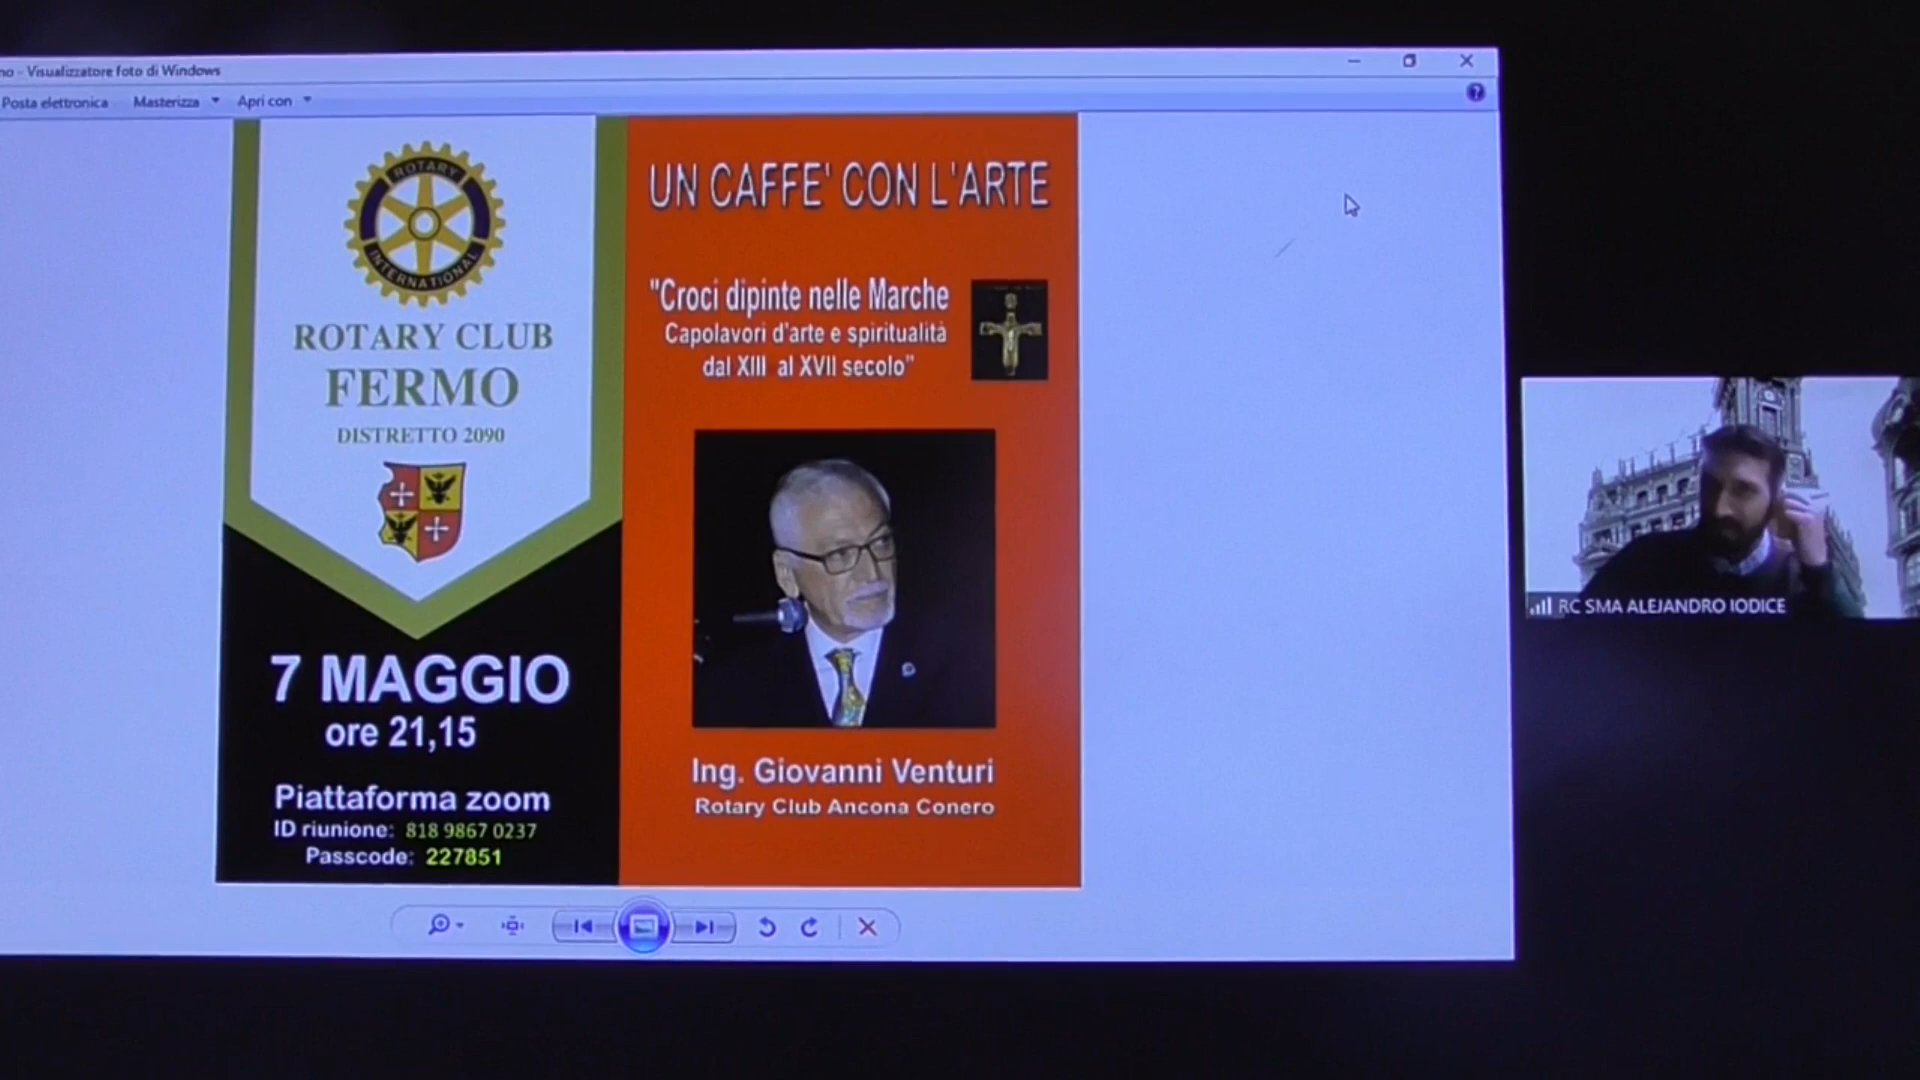 no - Visualizzatore foto di Windows
Posta elettronica Masterizza Apri con
ROTARY
INTERNATIONAL
ROTARY CLUB
FERMO
DISTRETTO 2090
7 MAGGIO
ore 21,15
Piattaforma zoom
ID riunione: 818 9867 0237
Passcode: 227851
UN CAFFE' CON L'ARTE
"Croci dipinte nelle Marche
Capolavori d'arte e spiritualità
dal XIII al XVII secolo"
Ing. Giovanni Venturi
Rotary Club Ancona Conero
RC SMA ALEJANDRO IODICE